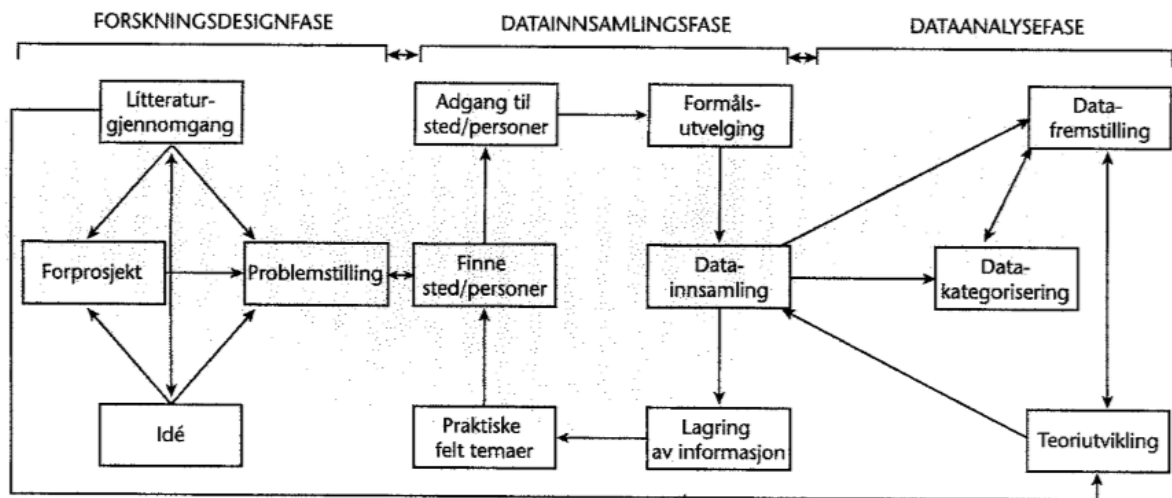 FORSKNINGSDESIGNFASE
DATAINNSAMLINGSFASE
DATAANALYSEFASE
Litteratur-
gjennomgang
Forprosjekt
Problemstilling
Idé
Adgang til
sted/personer
Formåls-
utvelging
Finne
sted/personer
Data-
innsamling
Praktiske
felt temaer
Lagring
av informasjon
Data-
fremstilling
Data-
kategorisering
Teoriutvikling